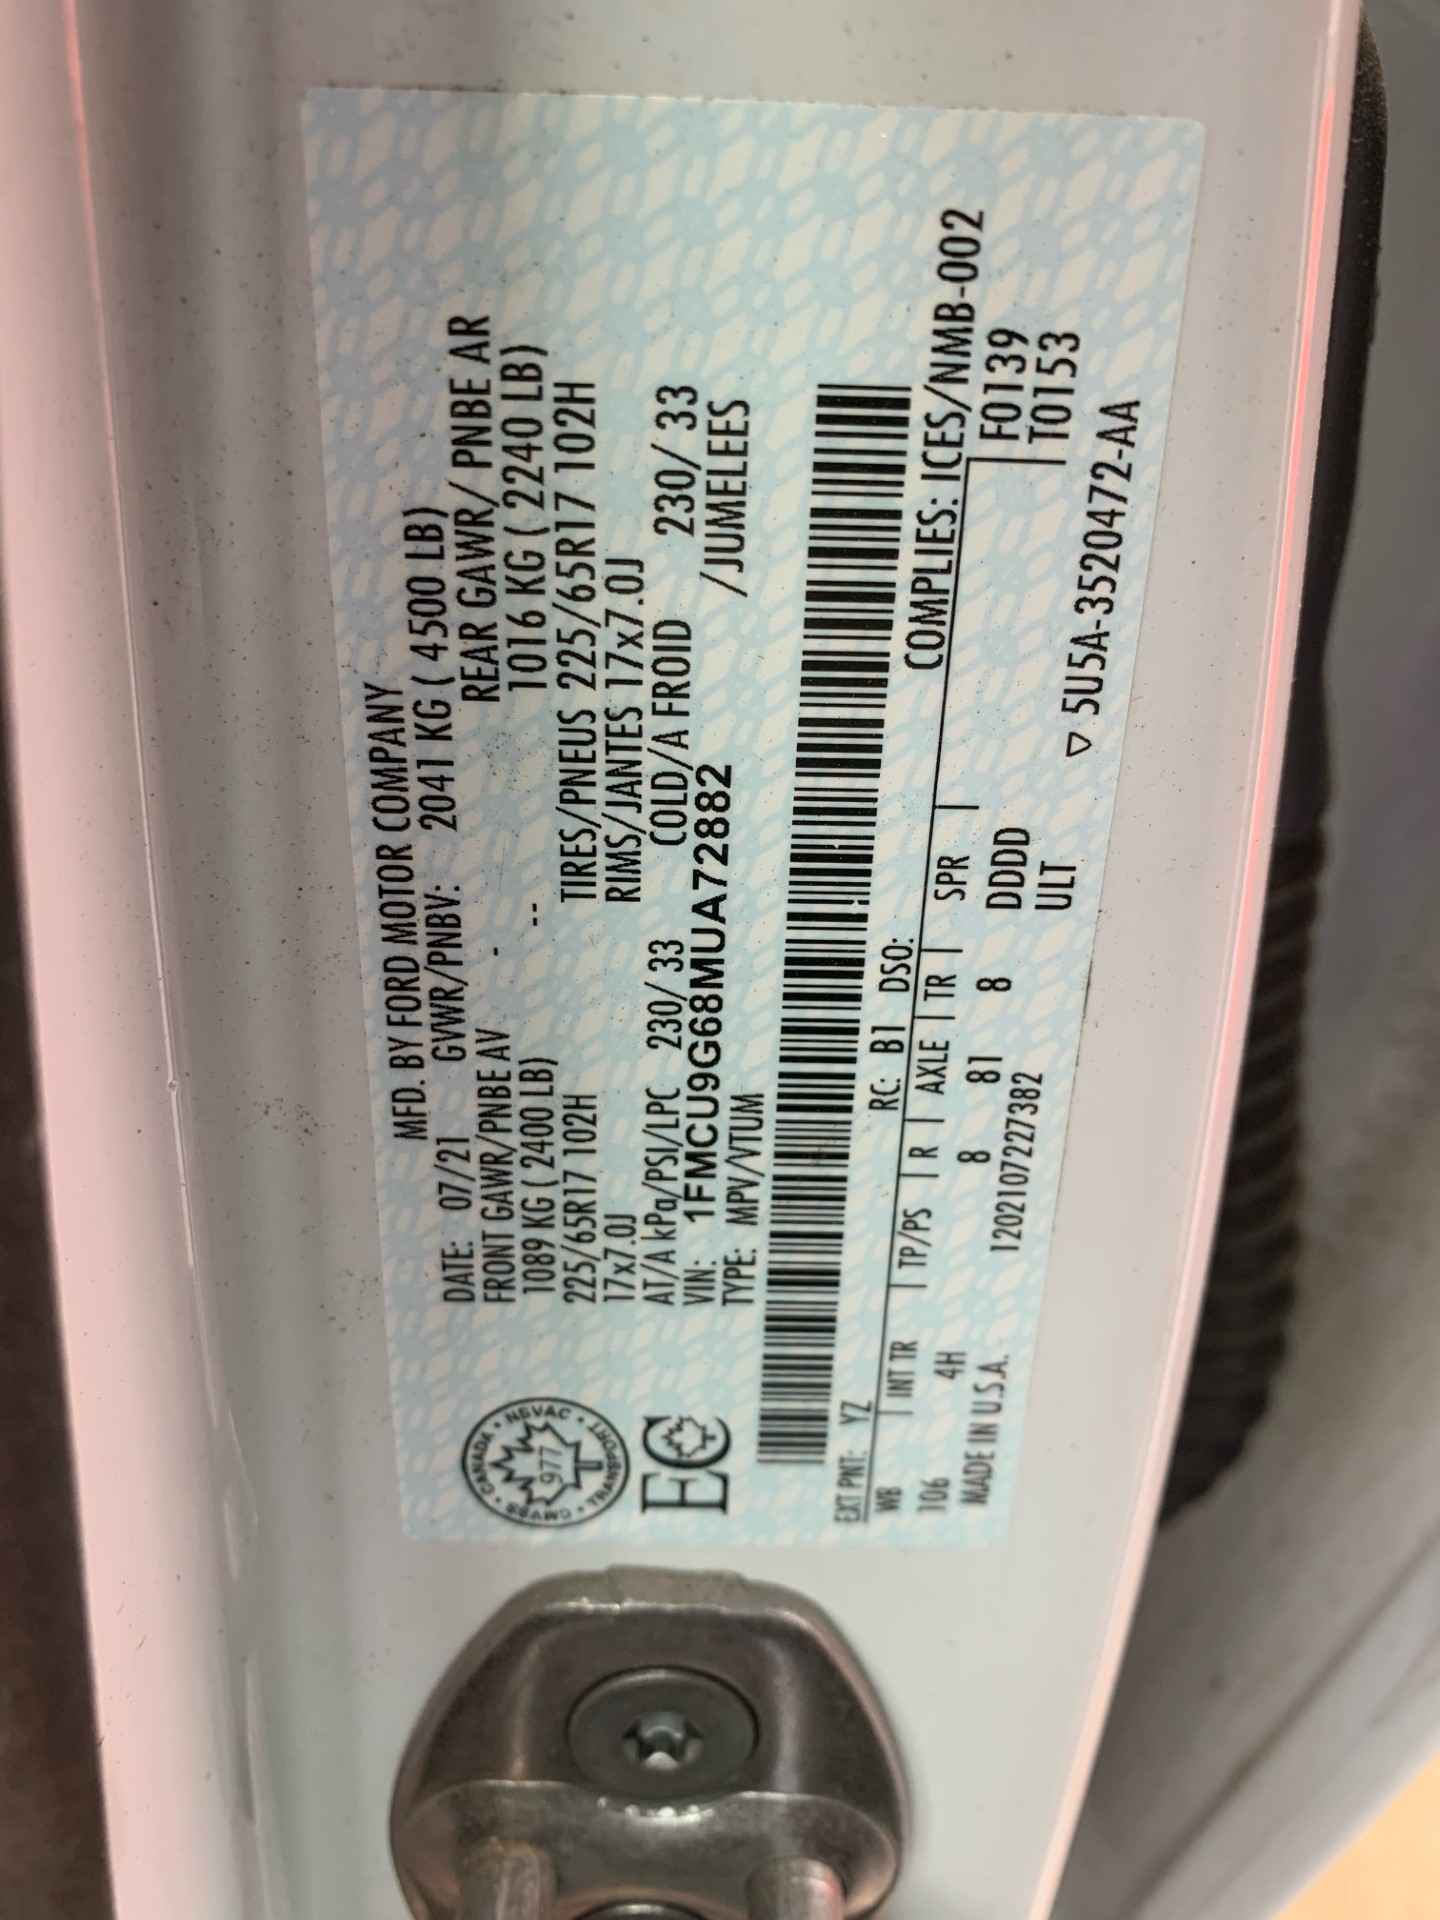 MFD. BY FORD MOTOR COMPANY
DATE: 07/21 GVWR/PNBV: 2041 KG ( 4500 LB)
FRONT GAWR/PNBE AV - REAR GAWR/ PNBE AR
1089 KG ( 2400 LB) -- 1016 KG ( 2240 LB)
225/65R17 102H TIRES/PNEUS 225/65R17 102H
17x7.0J RIMS/JANTES 17x7.0J
AT/A kPa/PSI/LPC 230/ 33 COLD/A FROID 230/ 33
VIN: 1FMCU9G68MUA72882 /JUMELEES
TYPE: MPV/VTUM
CANADA • NSVAC • TRANSPORT • CMVSS •
977
EC
EXT PNT: YZ RC: B1 DSO: COMPLIES: ICES/NMB-002
WB | INT TR | TP/PS | R | AXLE | TR | SPR | | F0139
106 4H 8 81 8 DDDD | T0153
MADE IN U.S.A. 1202107227382 ULT
▽ 5U5A-3520472-AA